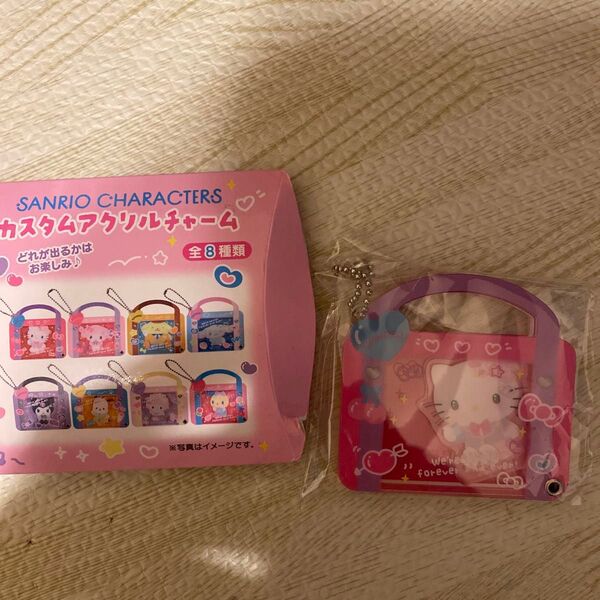 SANRIO CHARACTERS
カスタムアクリルチャーム
どれが出るかは
お楽しみ♪
全8種類
※写真はイメージです。
We're
forever